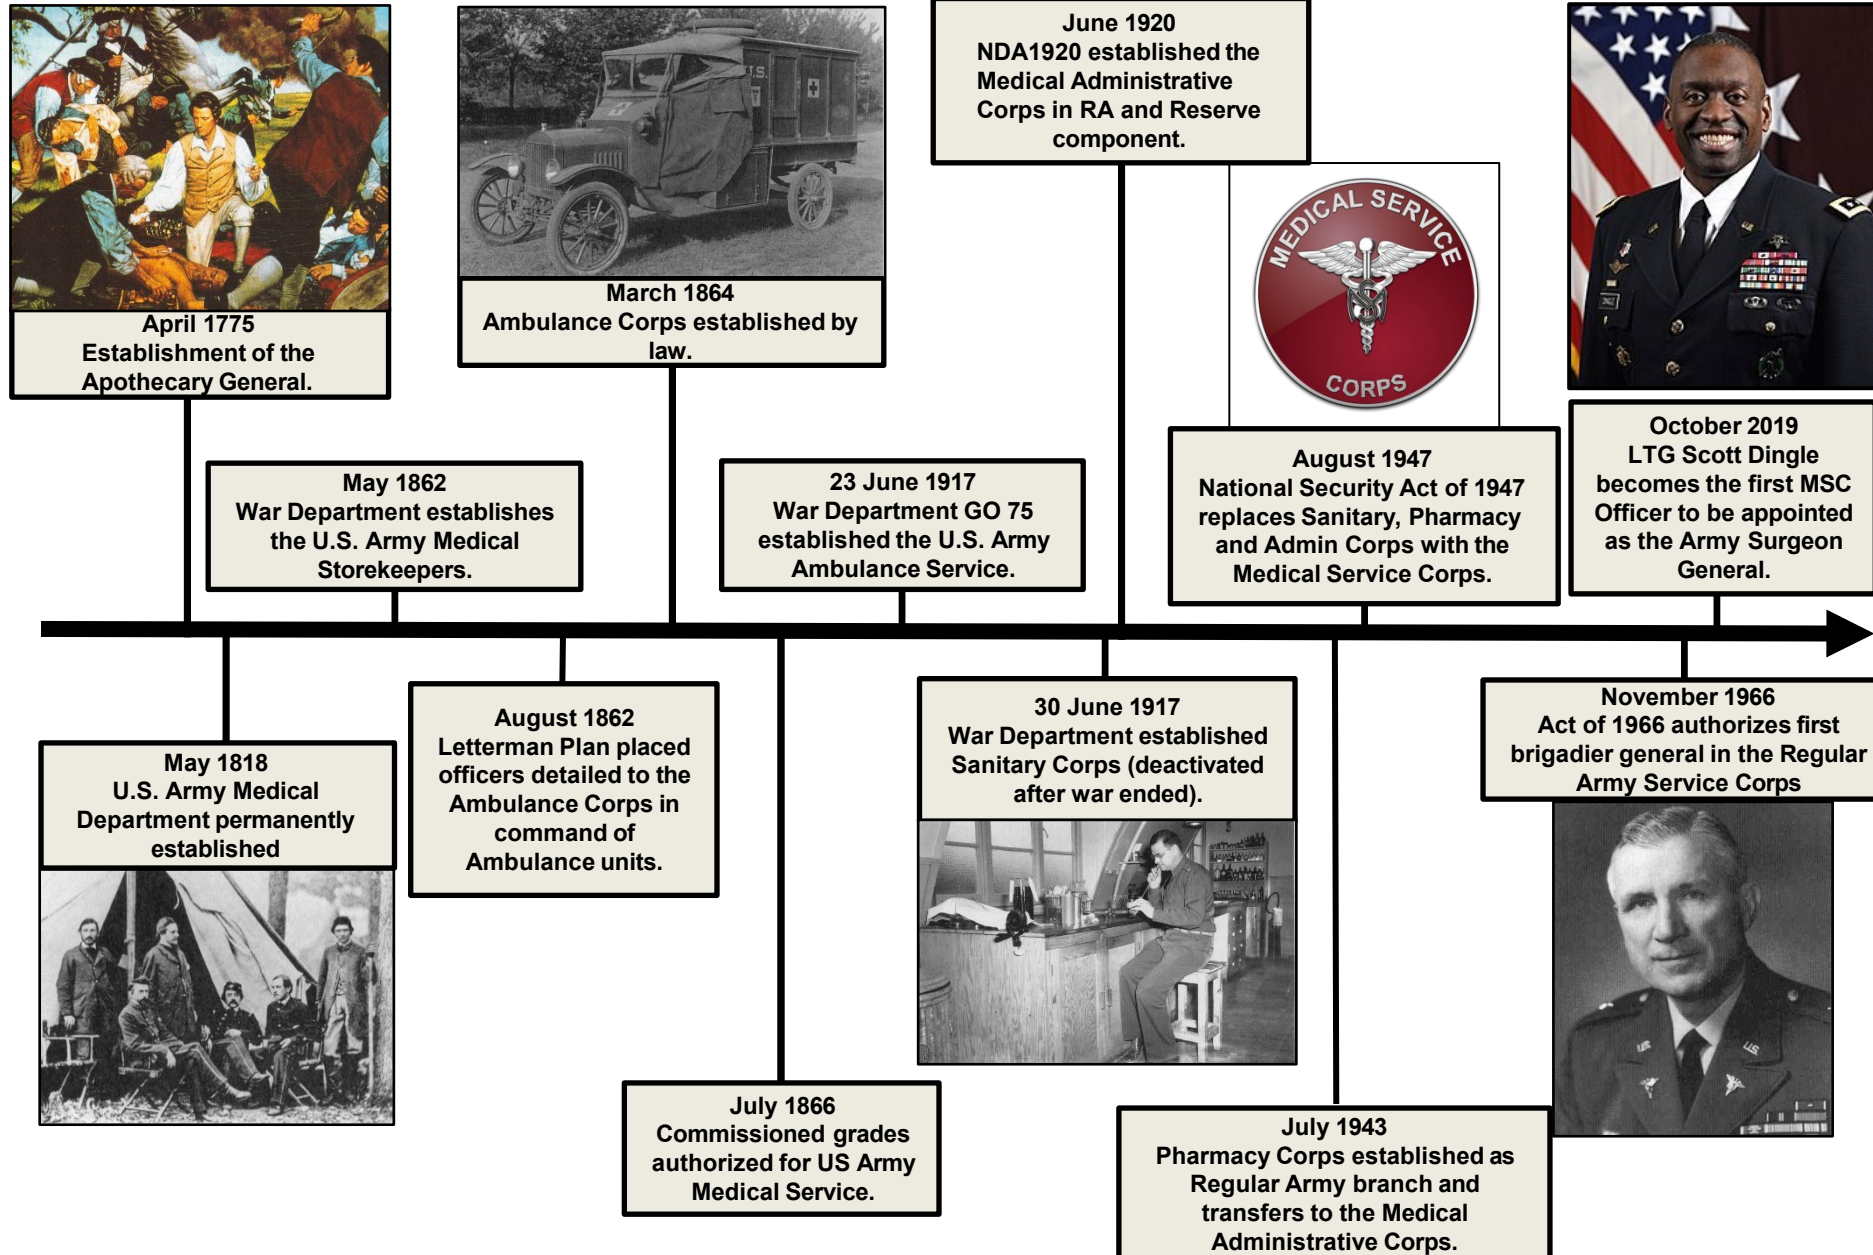 April 1775
Establishment of the
Apothecary General.
May 1818
U.S. Army Medical
Department permanently
established
May 1862
War Department establishes
the U.S. Army Medical
Storekeepers.
August 1862
Letterman Plan placed
officers detailed to the
Ambulance Corps in
command of
Ambulance units.
U.S.
March 1864
Ambulance Corps established by
law.
July 1866
Commissioned grades
authorized for US Army
Medical Service.
23 June 1917
War Department GO 75
established the U.S. Army
Ambulance Service.
30 June 1917
War Department established
Sanitary Corps (deactivated
after war ended).
June 1920
NDA1920 established the
Medical Administrative
Corps in RA and Reserve
component.
July 1943
Pharmacy Corps established as
Regular Army branch and
transfers to the Medical
Administrative Corps.
MEDICAL SERVICE
MS
CORPS
August 1947
National Security Act of 1947
replaces Sanitary, Pharmacy
and Admin Corps with the
Medical Service Corps.
November 1966
Act of 1966 authorizes first
brigadier general in the Regular
Army Service Corps
U.S.
U.S.
DINGLE
October 2019
LTG Scott Dingle
becomes the first MSC
Officer to be appointed
as the Army Surgeon
General.